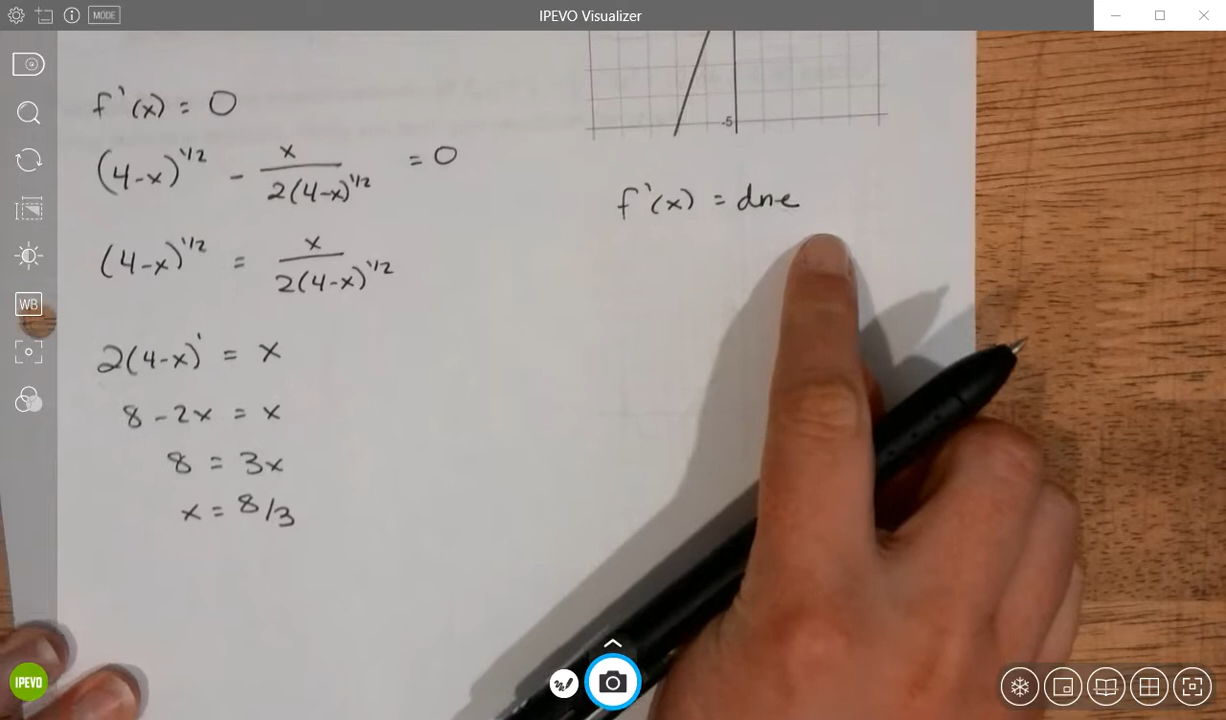 IPEVO Visualizer
MODE
WB
-5
f'(x) = 0
(4-x)^1/2 - x/2(4-x)^1/2 = 0
(4-x)^1/2 = x/2(4-x)^1/2
2(4-x)^1 = x
8 - 2x = x
8 = 3x
x = 8/3
f'(x) = dne
IPEVO